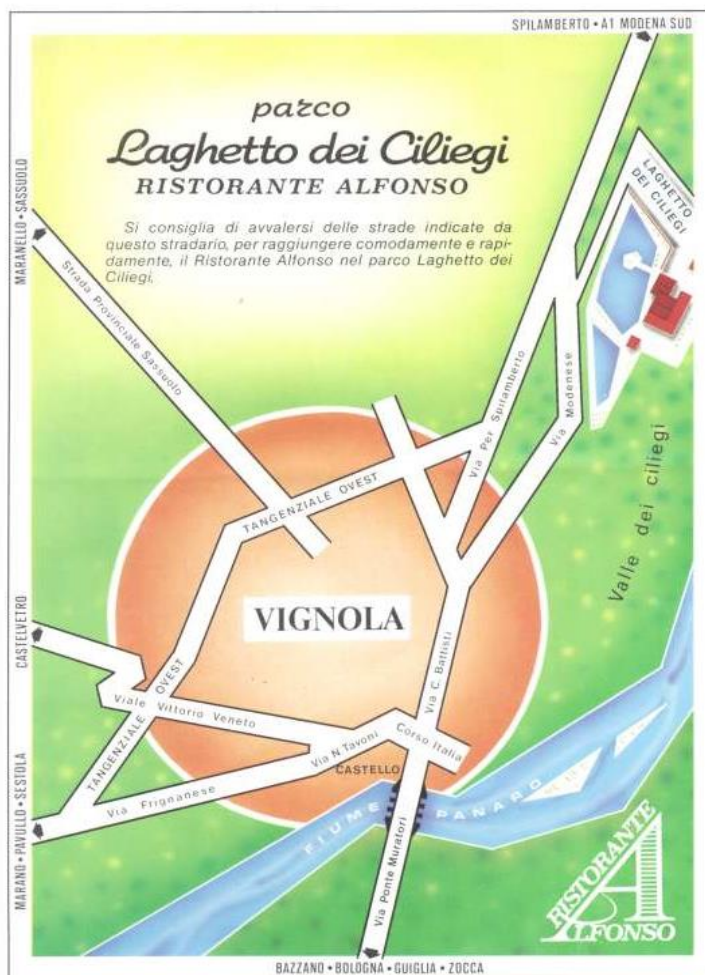 SPILAMBERTO • A1 MODENA SUD
parco
Laghetto dei Ciliegi
RISTORANTE ALFONSO
Si consiglia di avvalersi delle strade indicate da
questo stradario, per raggiungere comodamente e rapi-
damente, il Ristorante Alfonso nel parco Laghetto dei
Ciliegi.
MARANELLO • SASSUOLO
LAGHETTO
DEI CILIEGI
Strada Provinciale Sassuolo
Via Per Spilamberto
Via Modenese
TANGENZIALE OVEST
Valle dei ciliegi
VIGNOLA
CASTELVETRO
Via C. Battisti
TANGENZIALE OVEST
Viale Vittorio Veneto
Via N Tavoni
Corso Italia
CASTELLO
Via Frignanese
MARANO • PAVULLO • SESTOLA
FIUME PANARO
Via Ponte Muratori
RISTORANTE
ALFONSO
BAZZANO • BOLOGNA • GUIGLIA • ZOCCA